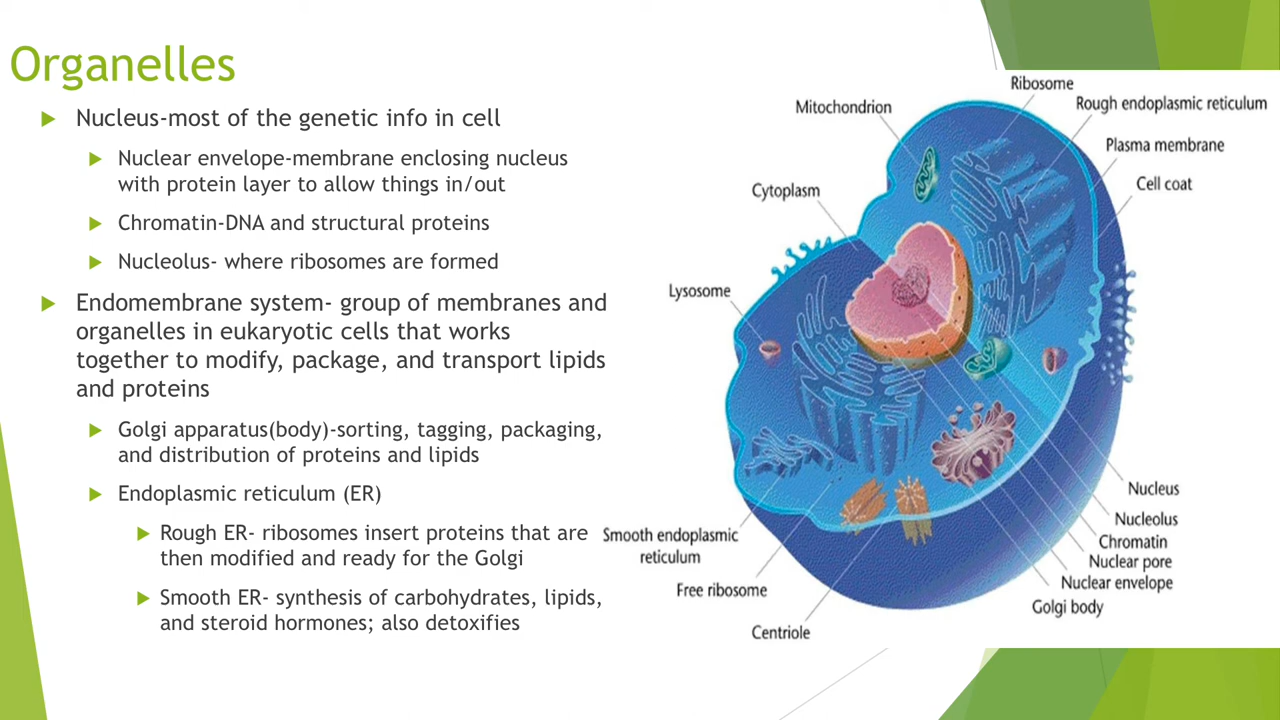 Organelles
Nucleus-most of the genetic info in cell
Nuclear envelope-membrane enclosing nucleus
with protein layer to allow things in/out
Chromatin-DNA and structural proteins
Nucleolus- where ribosomes are formed
Endomembrane system- group of membranes and
organelles in eukaryotic cells that works
together to modify, package, and transport lipids
and proteins
Golgi apparatus(body)-sorting, tagging, packaging,
and distribution of proteins and lipids
Endoplasmic reticulum (ER)
Rough ER- ribosomes insert proteins that are
then modified and ready for the Golgi
Smooth ER- synthesis of carbohydrates, lipids,
and steroid hormones; also detoxifies
Ribosome
Mitochondrion
Rough endoplasmic reticulum
Plasma membrane
Cell coat
Cytoplasm
Lysosome
Nucleus
Nucleolus
Chromatin
Nuclear pore
Nuclear envelope
Golgi body
Smooth endoplasmic
reticulum
Free ribosome
Centriole